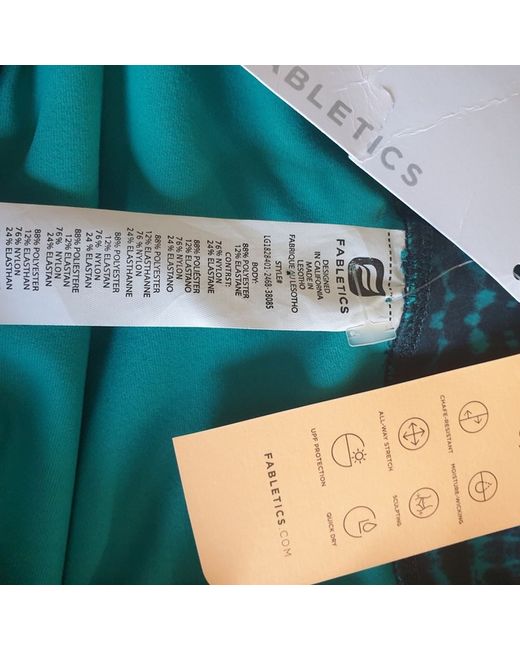 FABLETICS
FABLETICS
DESIGNED
IN CALIFORNIA
MADE IN
LESOTHO
FABRIQUÉ A LESOTHO
STYLE#
BODY:
88% POLYESTER
12% ELASTANE
CONTRAST:
76% NYLON
24% ELASTANE
88% POLIÉSTER
12% ELASTANO
76% NYLON
24% ELASTANO
88% POLYESTER
12% ELASTHANNE
76% NYLON
24% ELASTHANNE
88% POLYESTER
12% ELASTAN
76% NYLON
24% ELASTAN
88% POLIESTERE
12% ELASTAN
76% NYLON
24% ELASTAN
88% POLYESTER
12% ELASTHAN
76% NYLON
24% ELASTHAN
CHAFE-RESISTANT
MOISTURE-WICKING
ALL-WAY STRETCH
SCULPTING
UPF PROTECTION
QUICK DRY
FABLETICS.COM